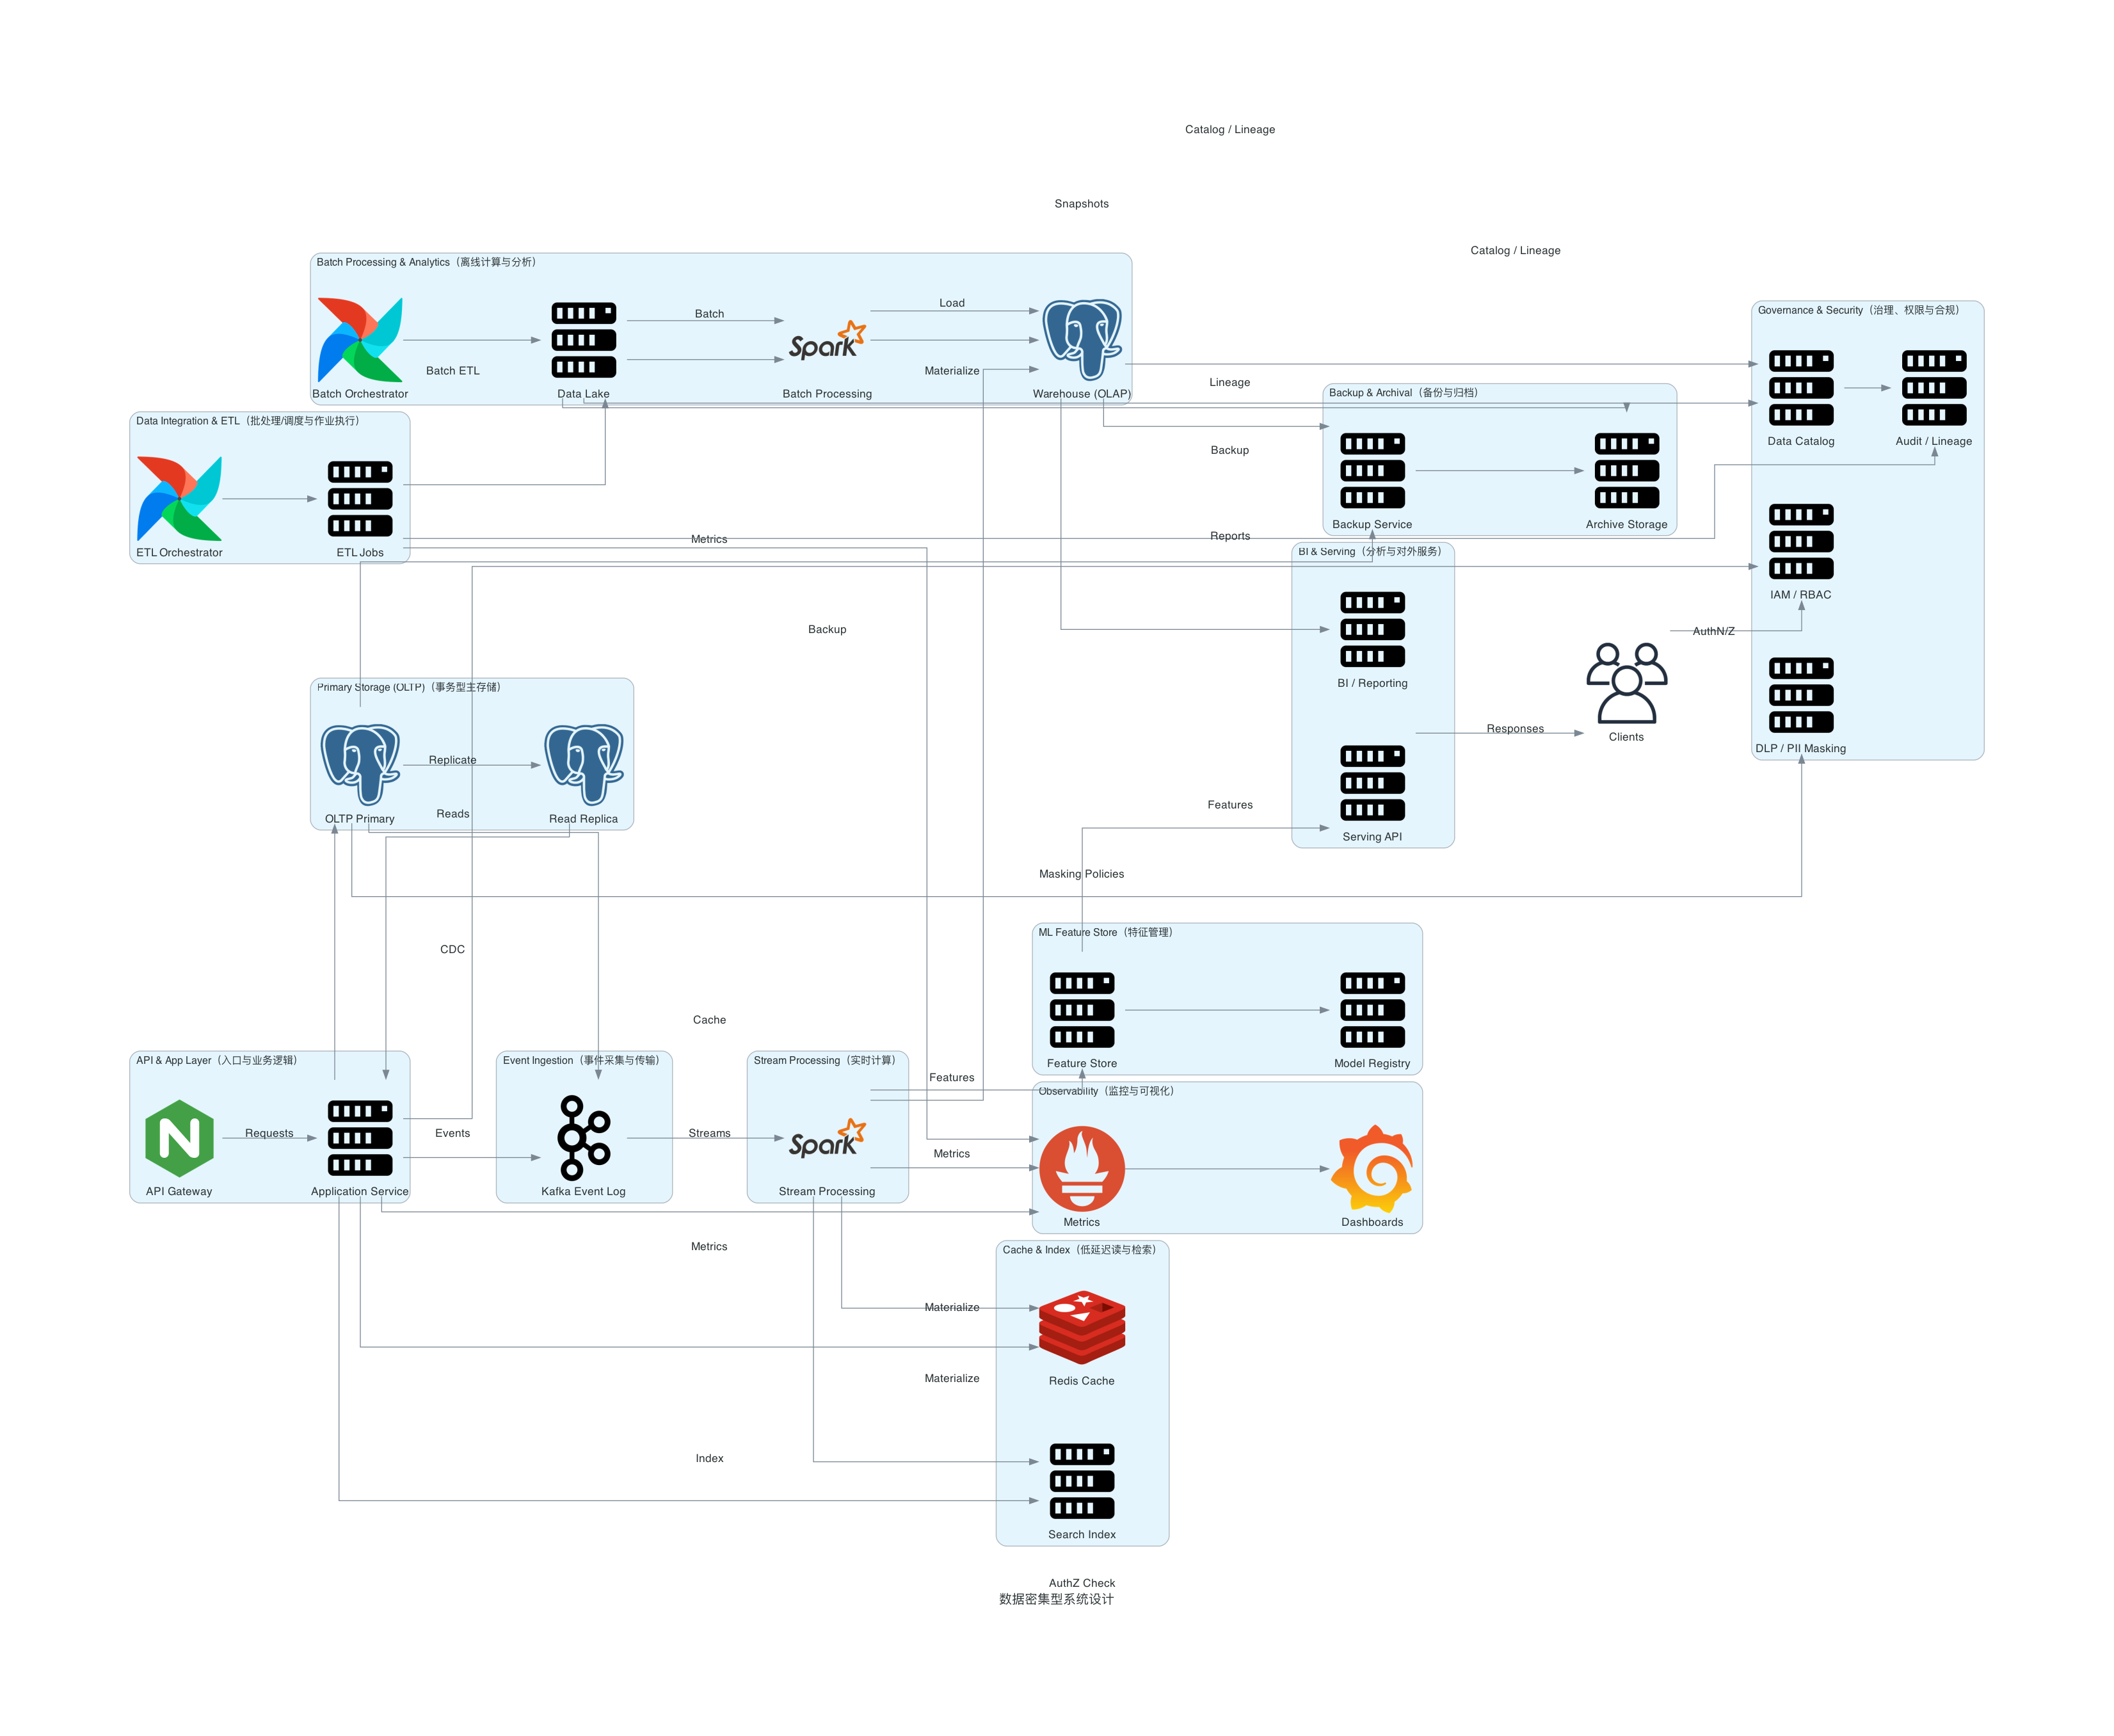 Catalog / Lineage
Snapshots
Catalog / Lineage
Batch Processing & Analytics（离线计算与分析）
Batch Orchestrator
Batch ETL
Data Lake
Batch
Spark
Batch Processing
Load
Materialize
Warehouse (OLAP)
Data Integration & ETL（批处理/调度与作业执行）
ETL Orchestrator
ETL Jobs
Metrics
Lineage
Backup
Reports
Backup & Archival（备份与归档）
Backup Service
Archive Storage
Governance & Security（治理、权限与合规）
Data Catalog
Audit / Lineage
IAM / RBAC
DLP / PII Masking
BI & Serving（分析与对外服务）
BI / Reporting
Serving API
AuthN/Z
Clients
Responses
Backup
Primary Storage (OLTP)（事务型主存储）
OLTP Primary
Replicate
Reads
Read Replica
Features
Masking Policies
CDC
Cache
ML Feature Store（特征管理）
Feature Store
Model Registry
API & App Layer（入口与业务逻辑）
API Gateway
Requests
Application Service
Events
Event Ingestion（事件采集与传输）
Kafka Event Log
Streams
Stream Processing（实时计算）
Spark
Stream Processing
Features
Metrics
Observability（监控与可视化）
Metrics
Dashboards
Metrics
Cache & Index（低延迟读与检索）
Materialize
Redis Cache
Materialize
Index
Search Index
AuthZ Check
数据密集型系统设计